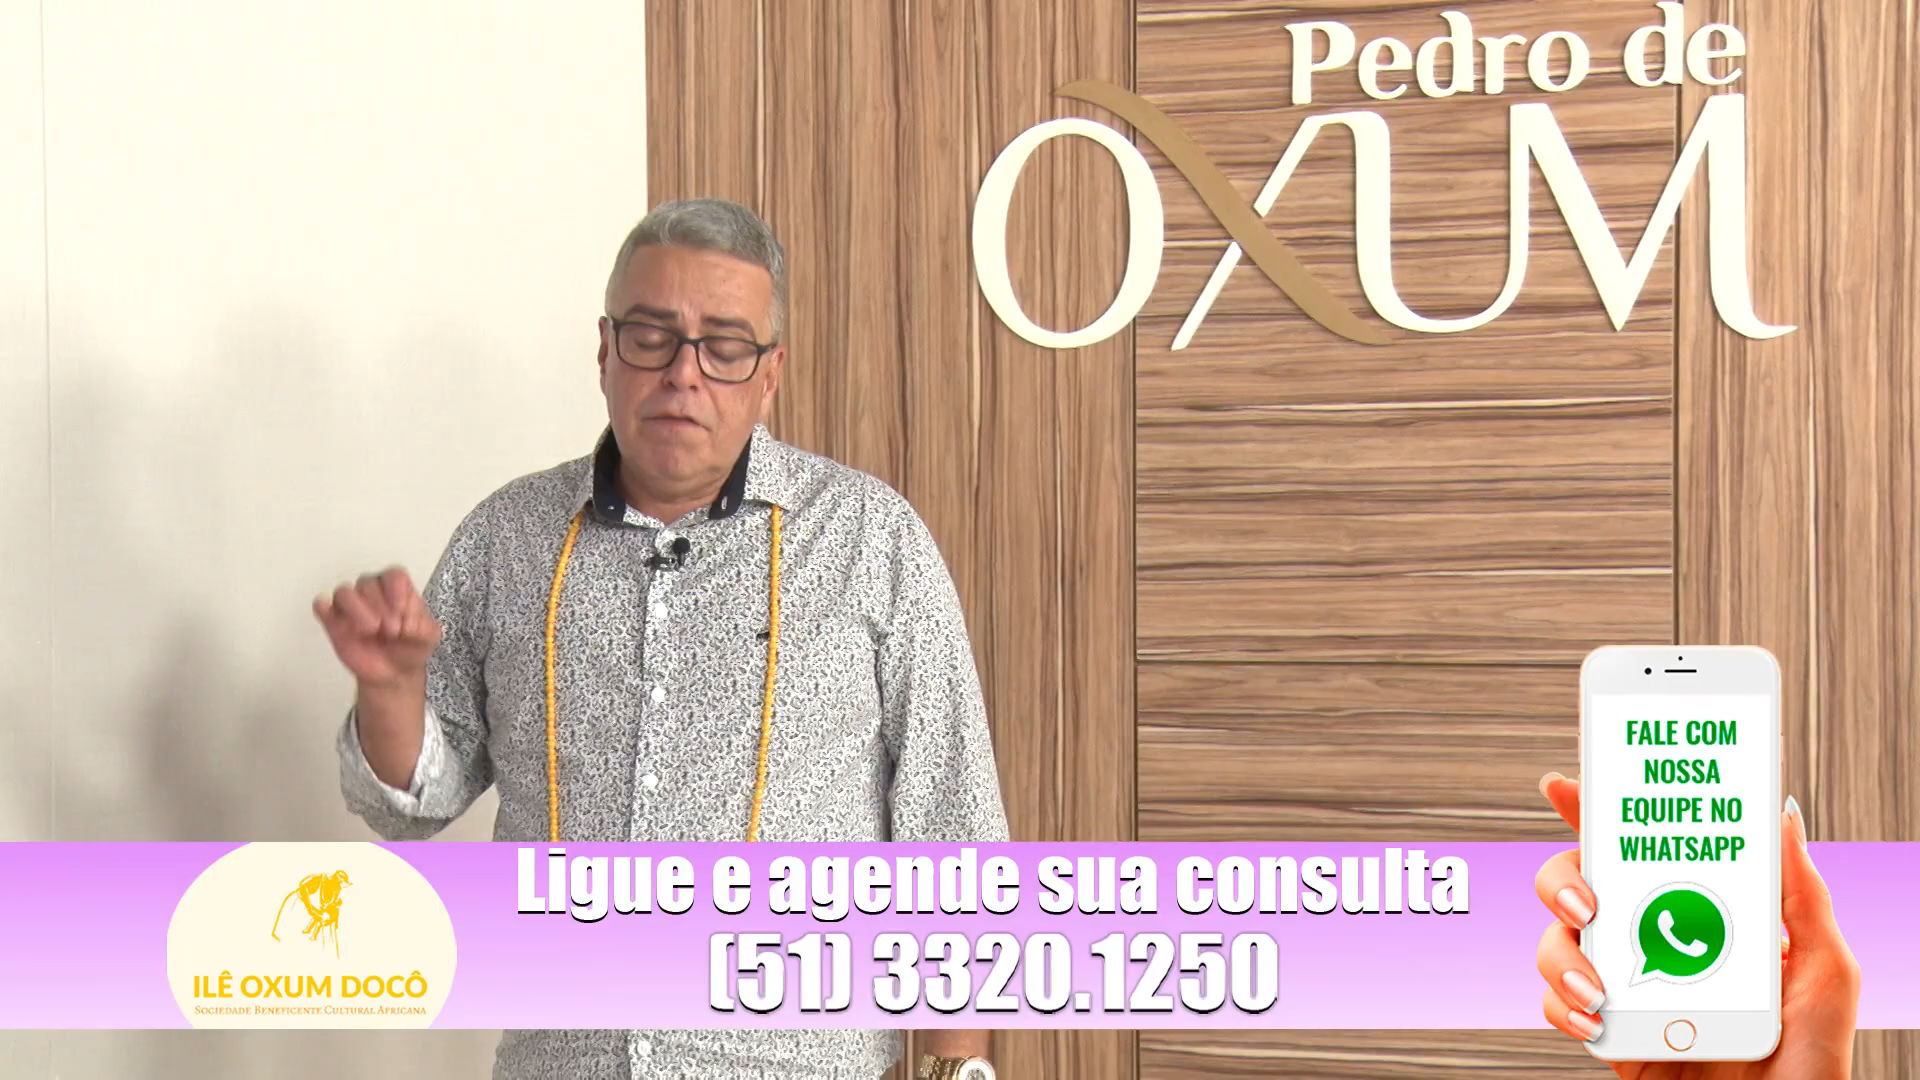 Pedro de
OXUM
FALE COM
NOSSA
EQUIPE NO
WHATSAPP
Ligue e agende sua consulta
(51) 3320.1250
ILÊ OXUM DOCÔ
SOCIEDADE BENEFICENTE CULTURAL AFRICANA